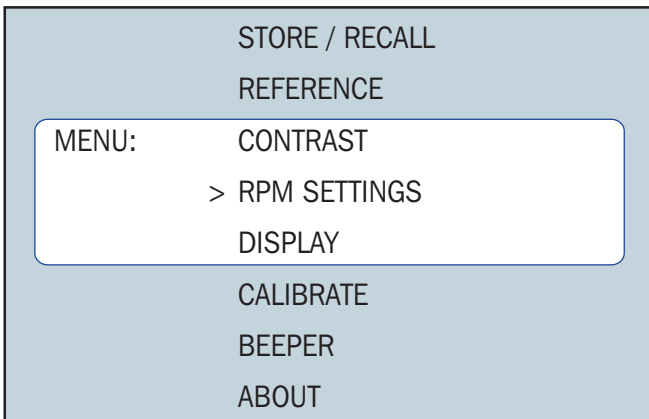 STORE / RECALL
REFERENCE
MENU: CONTRAST
> RPM SETTINGS
DISPLAY
CALIBRATE
BEEPER
ABOUT